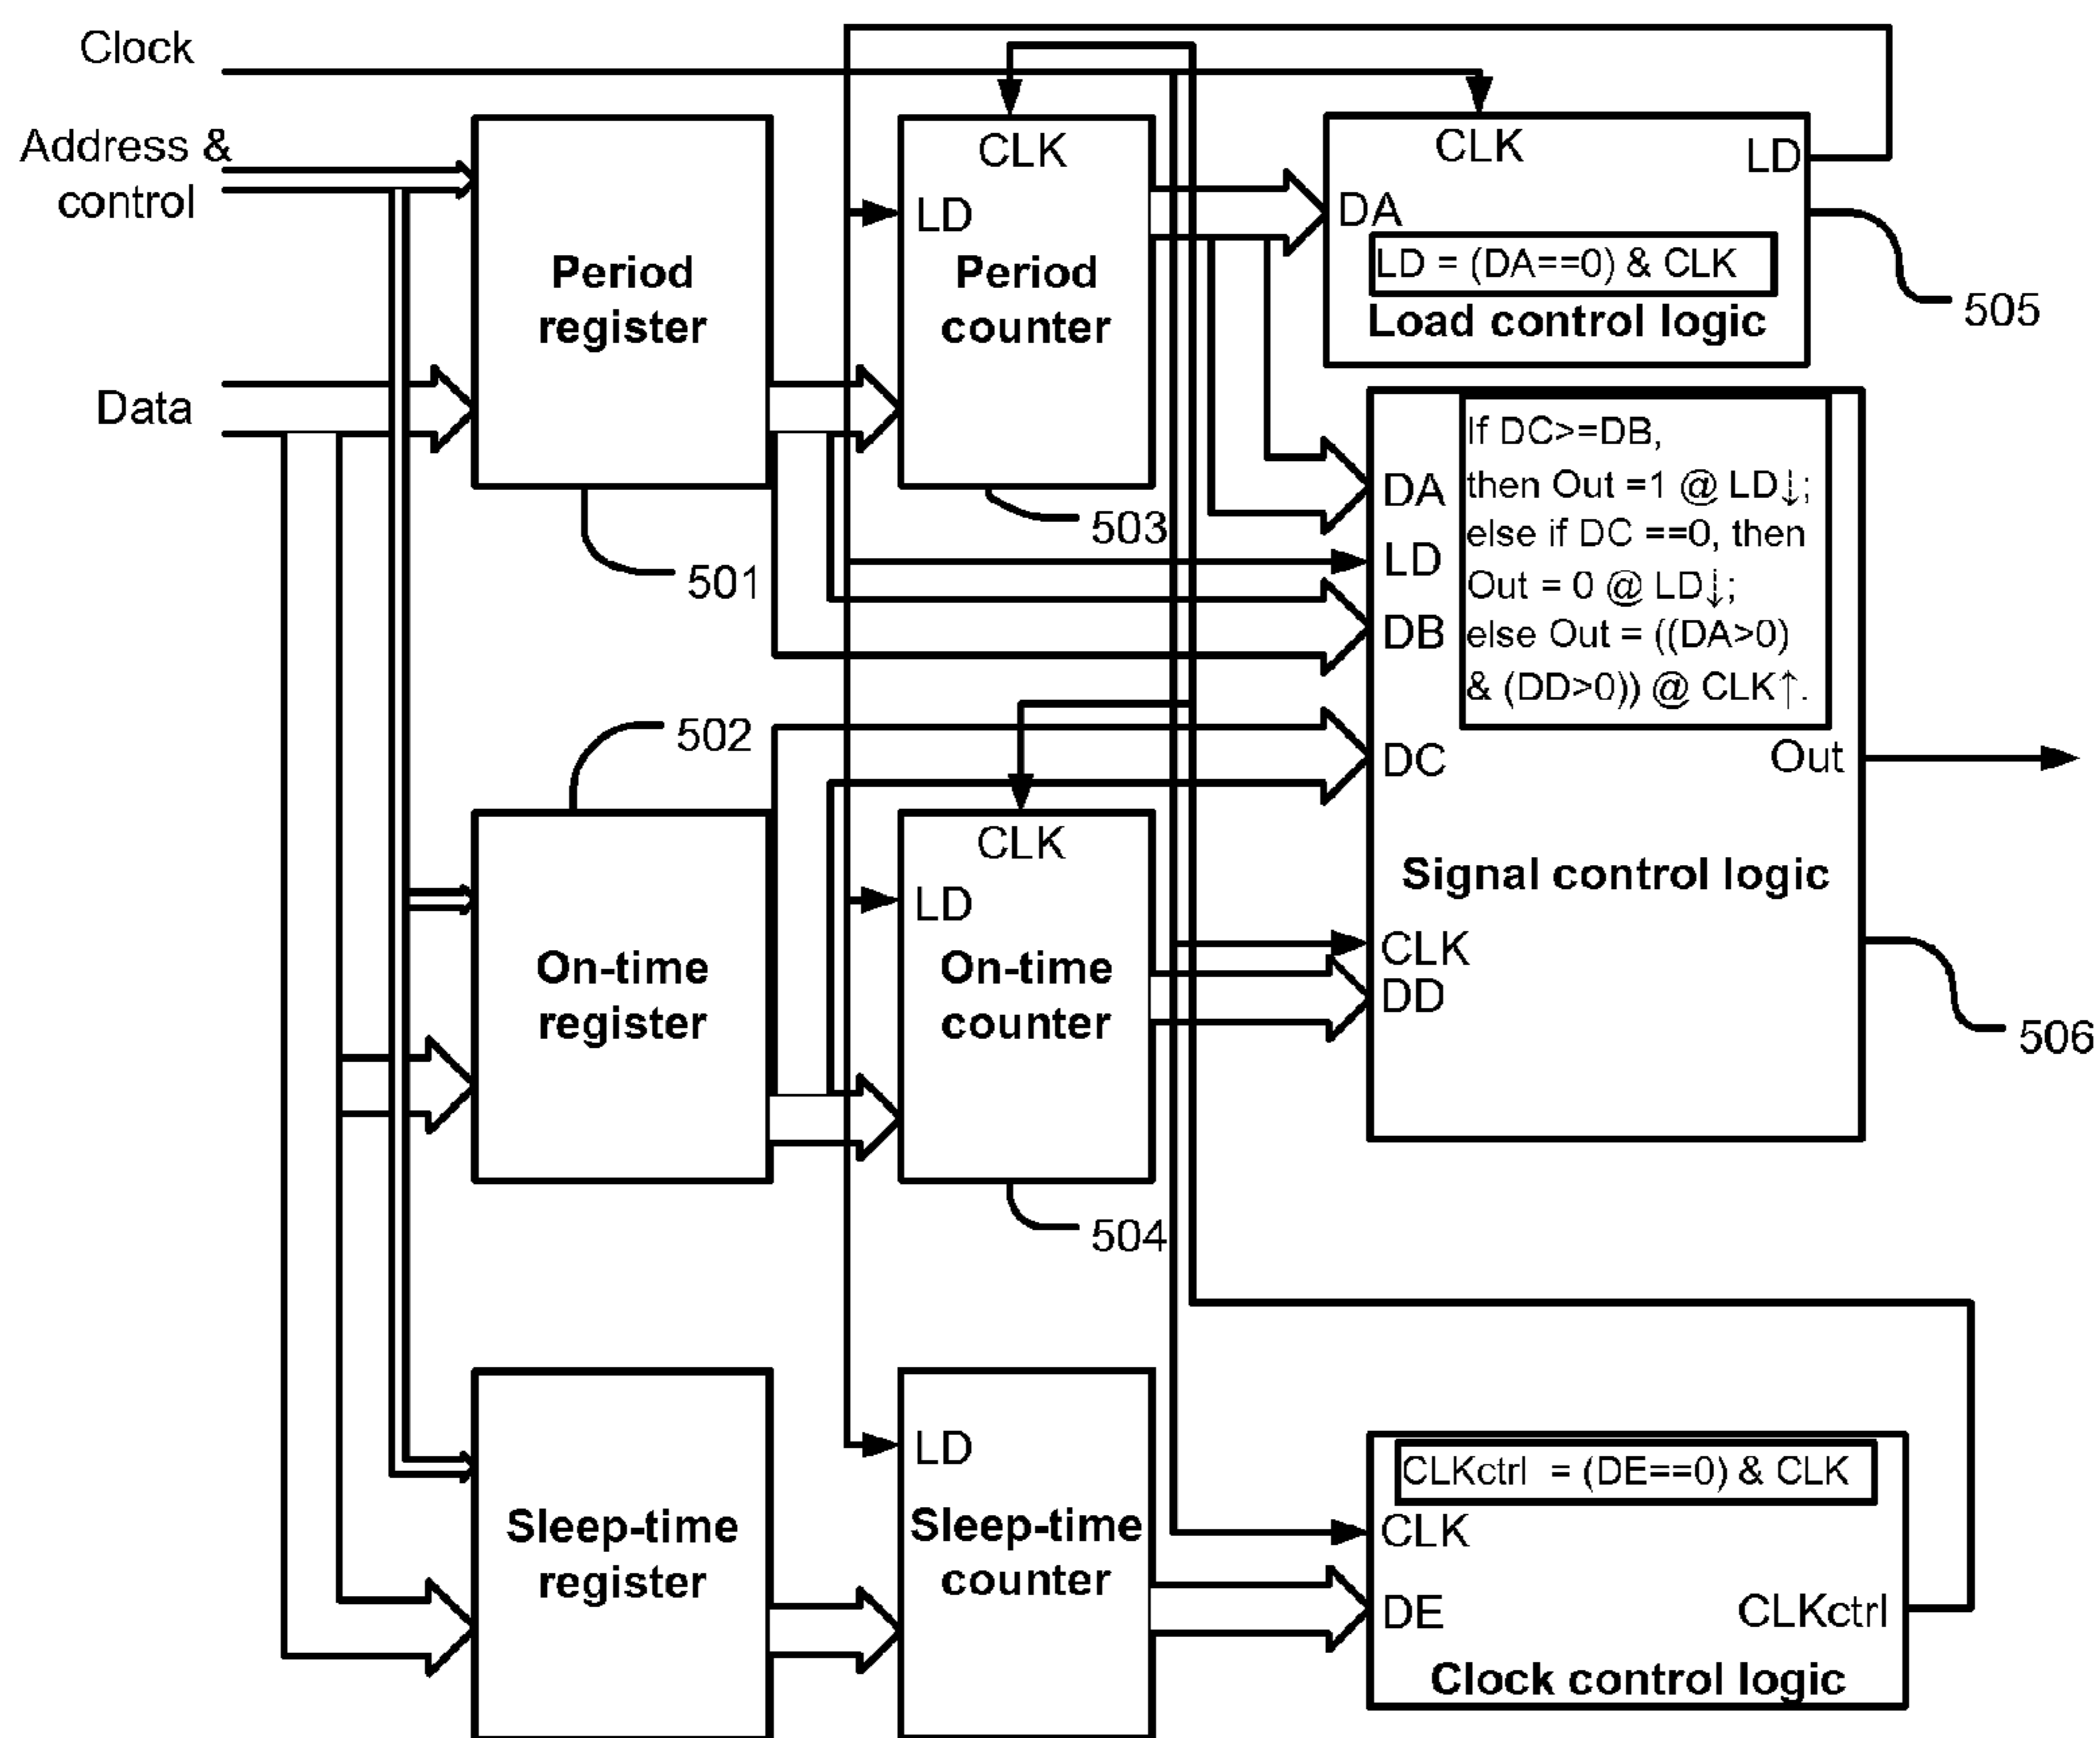 Clock
Address &
control
Data
Period
register
501
CLK
LD
Period
counter
503
CLK
LD
DA
LD = (DA==0) & CLK
Load control logic
505
If DC>=DB,
then Out =1 @ LD↓;
else if DC ==0, then
Out = 0 @ LD↓;
else Out = ((DA>0)
& (DD>0)) @ CLK↑.
DA
LD
DB
DC
Out
Signal control logic
CLK
DD
506
502
On-time
register
CLK
LD
On-time
counter
504
Sleep-time
register
LD
Sleep-time
counter
CLKctrl = (DE==0) & CLK
CLK
DE
CLKctrl
Clock control logic